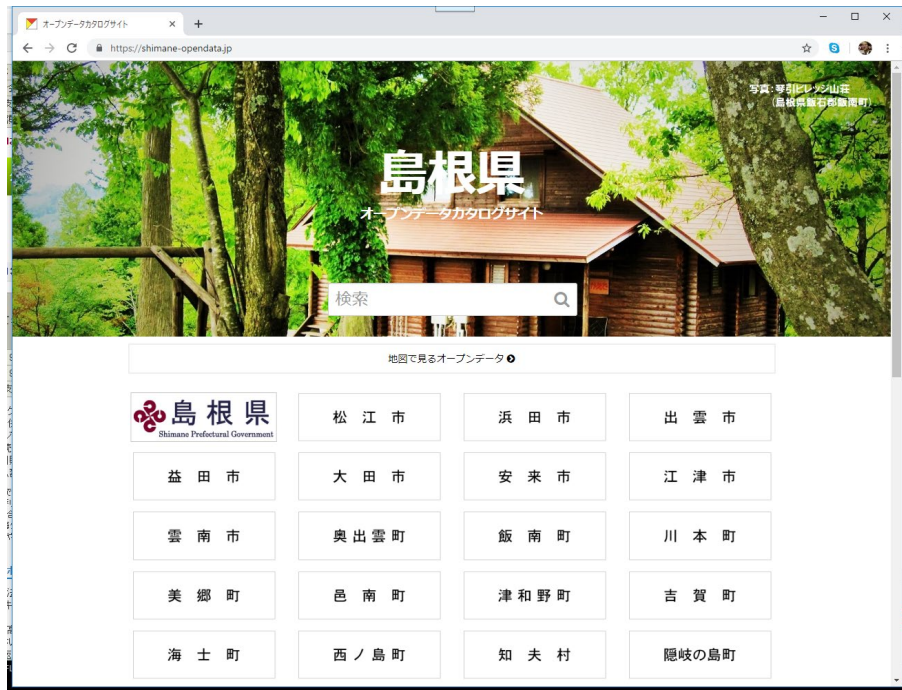 オープンデータカタログサイト
https://shimane-opendata.jp
写真：琴引ビレッジ山荘
（島根県飯石郡飯南町）
島根県
オープンデータカタログサイト
検索
地図で見るオープンデータ
島根県
Shimane Prefectural Government
松江市
浜田市
出雲市
益田市
大田市
安来市
江津市
雲南市
奥出雲町
飯南町
川本町
美郷町
邑南町
津和野町
吉賀町
海士町
西ノ島町
知夫村
隠岐の島町